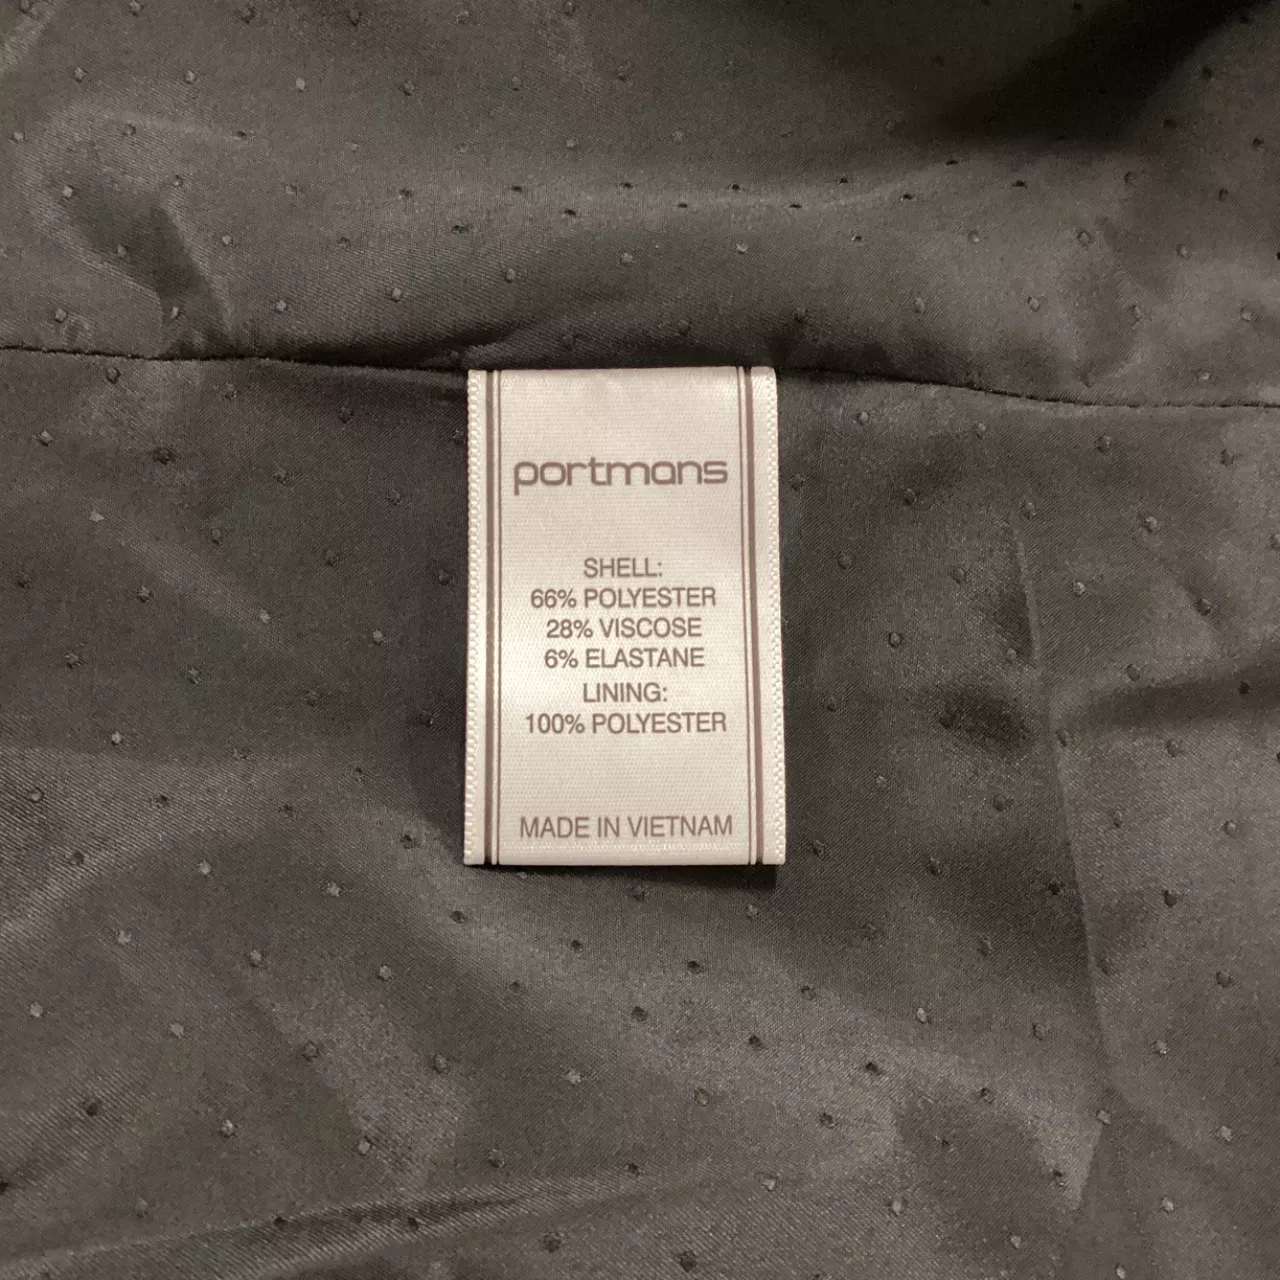 portmans
SHELL:
66% POLYESTER
28% VISCOSE
6% ELASTANE
LINING:
100% POLYESTER
MADE IN VIETNAM